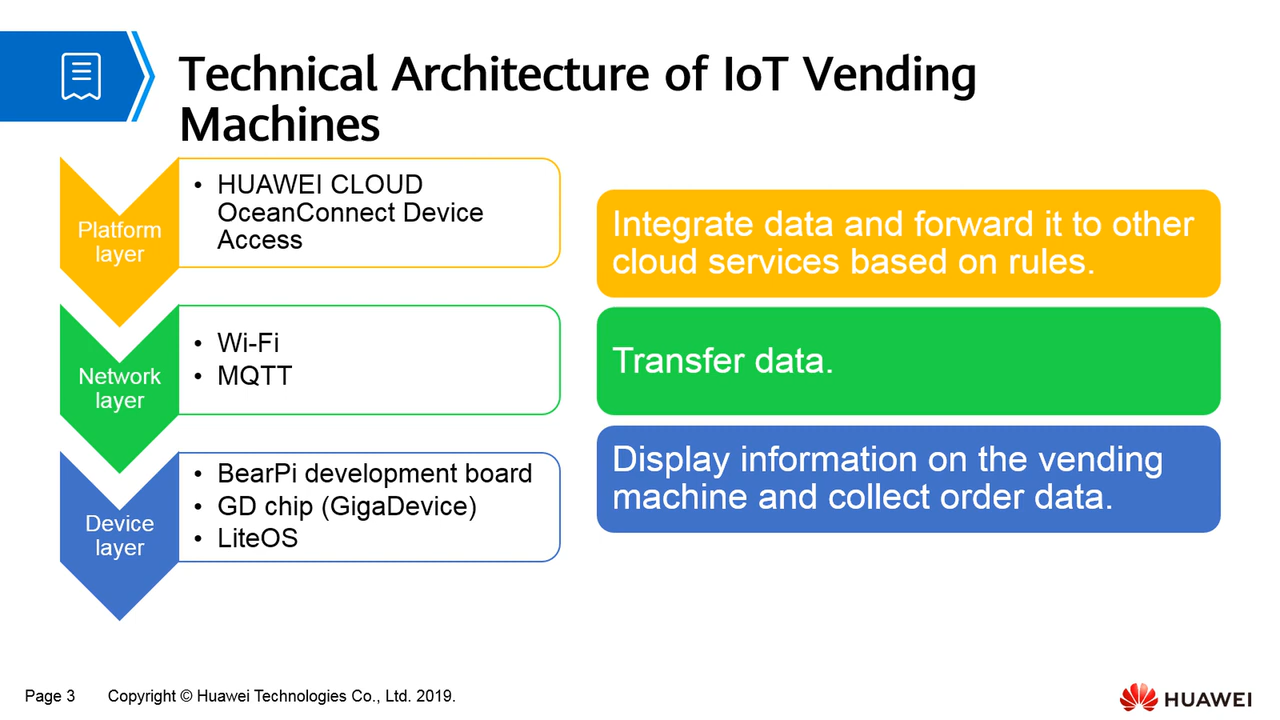 Technical Architecture of IoT Vending
Machines
Platform
layer
• HUAWEI CLOUD
OceanConnect Device
Access
Integrate data and forward it to other
cloud services based on rules.
Network
layer
• Wi-Fi
• MQTT
Transfer data.
Device
layer
• BearPi development board
• GD chip (GigaDevice)
• LiteOS
Display information on the vending
machine and collect order data.
Page 3 Copyright © Huawei Technologies Co., Ltd. 2019.
HUAWEI